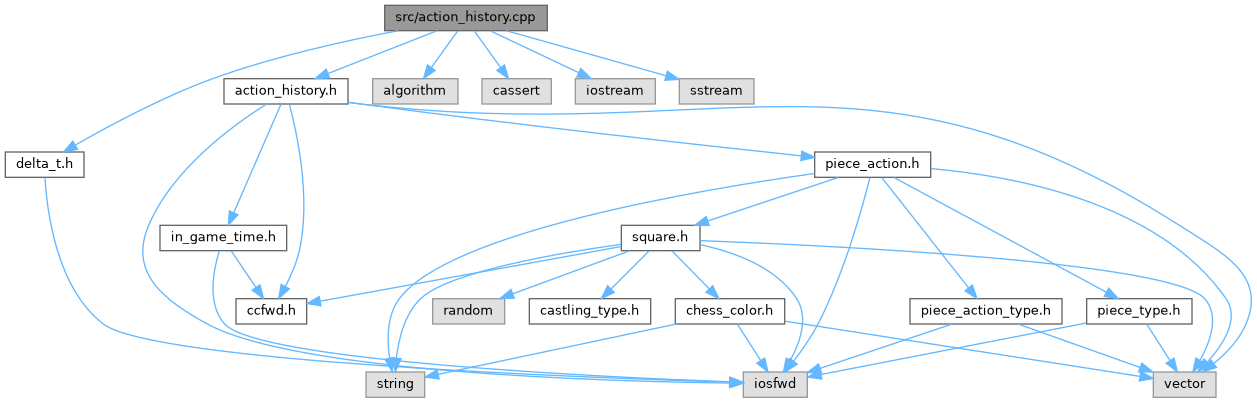 src/action_history.cpp
action_history.h
algorithm
cassert
iostream
sstream
delta_t.h
piece_action.h
in_game_time.h
square.h
ccfwd.h
random
castling_type.h
chess_color.h
piece_action_type.h
piece_type.h
string
iosfwd
vector